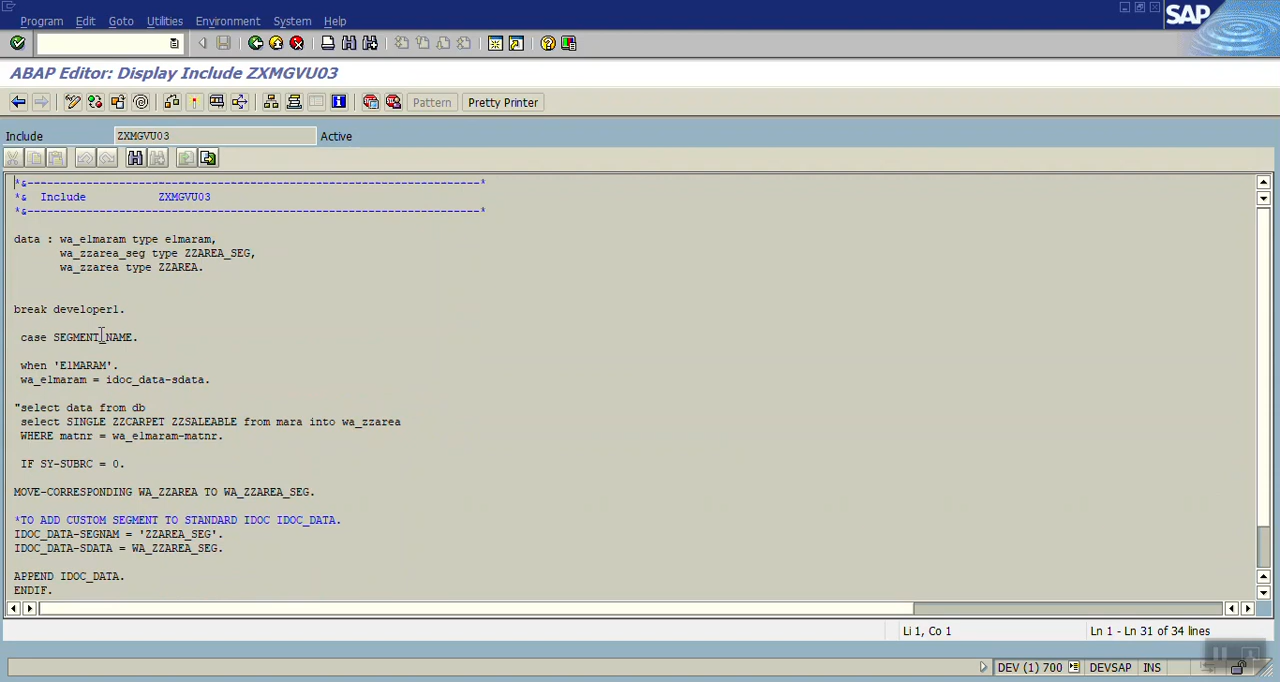 Program Edit Goto Utilities Environment System Help
SAP
ABAP Editor: Display Include ZXMGVU03
Pattern Pretty Printer
Include ZXMGVU03 Active
*&---------------------------------------------------------------------*
*& Include ZXMGVU03
*&---------------------------------------------------------------------*
data : wa_elmaram type elmaram,
wa_zzarea_seg type ZZAREA_SEG,
wa_zzarea type ZZAREA.
break developer1.
case SEGMENT_NAME.
when 'ElMARAM'.
wa_elmaram = idoc_data-sdata.
"select data from db
select SINGLE ZZCARPET ZZSALEABLE from mara into wa_zzarea
WHERE matnr = wa_elmaram-matnr.
IF SY-SUBRC = 0.
MOVE-CORRESPONDING WA_ZZAREA TO WA_ZZAREA_SEG.
*TO ADD CUSTOM SEGMENT TO STANDARD IDOC IDOC_DATA.
IDOC_DATA-SEGNAM = 'ZZAREA_SEG'.
IDOC_DATA-SDATA = WA_ZZAREA_SEG.
APPEND IDOC_DATA.
ENDIF.
Li 1, Co 1 Ln 1 - Ln 31 of 34 lines
DEV (1) 700 DEVSAP INS